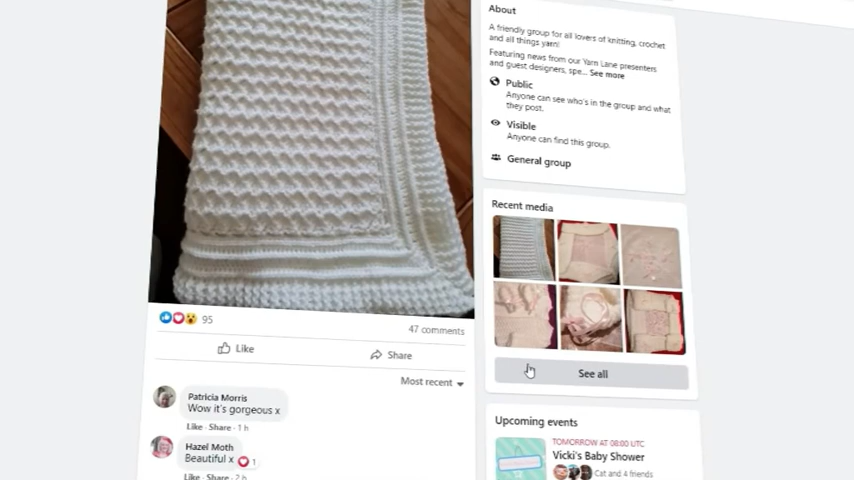 95
47 comments
Like
Share
Most recent
Patricia Morris
Wow it's gorgeous x
Like · Share · 1 h
Hazel Moth
Beautiful x
1
Like · Share · 2 h
About
A friendly group for all lovers of knitting, crochet
and all things yarn!
Featuring news from our Yarn Lane presenters
and guest designers, spe... See more
Public
Anyone can see who's in the group and what
they post.
Visible
Anyone can find this group.
General group
Recent media
See all
Upcoming events
TOMORROW AT 08:00 UTC
Vicki's Baby Shower
Cat and 4 friends